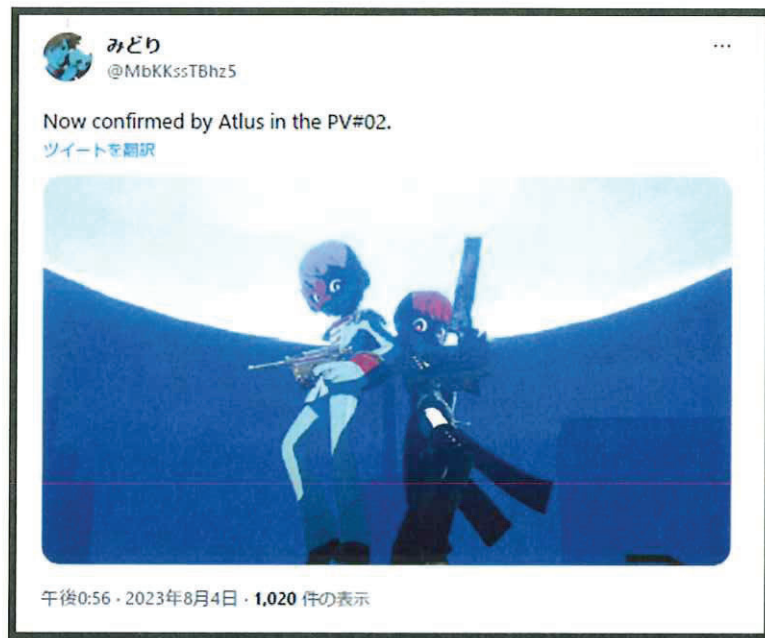 みどり
@MbKKssTBhz5
Now confirmed by Atlus in the PV#02.
ツイートを翻訳
午後0:56 · 2023年8月4日 · 1,020 件の表示